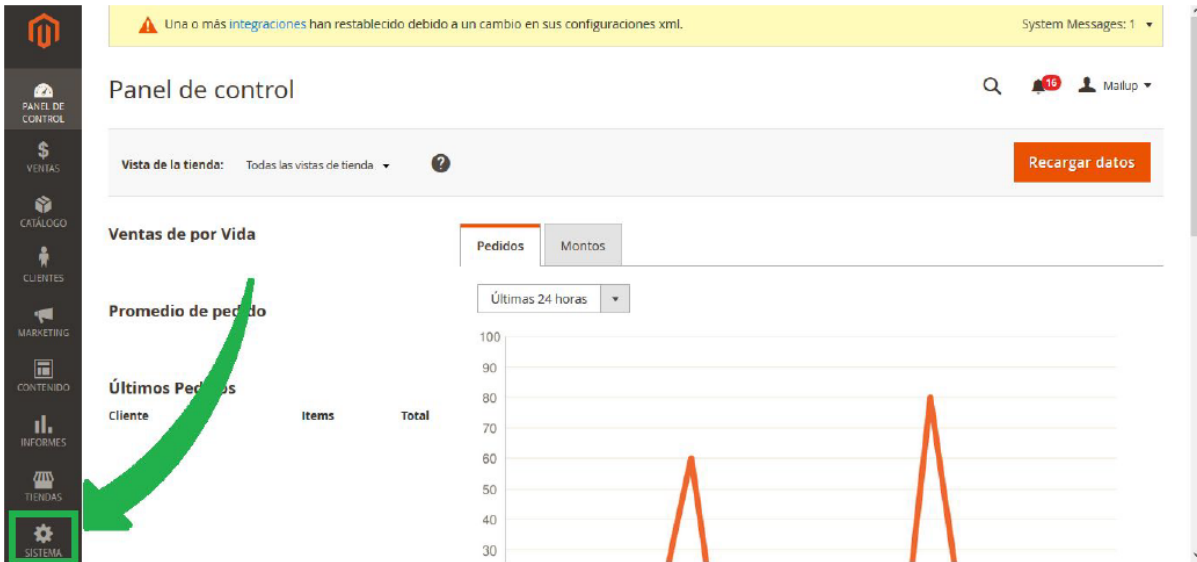 Una o más integraciones han restablecido debido a un cambio en sus configuraciones xml.
System Messages: 1
Panel de control
16
Mailup
PANEL DE
CONTROL
VENTAS
CATÁLOGO
CLIENTES
MARKETING
CONTENIDO
INFORMES
TIENDAS
SISTEMA
Vista de la tienda:
Todas las vistas de tienda
?
Recargar datos
Ventas de por Vida
Promedio de pedido
Últimos Pedidos
Cliente
Items
Total
Pedidos
Montos
Últimas 24 horas
100
90
80
70
60
50
40
30